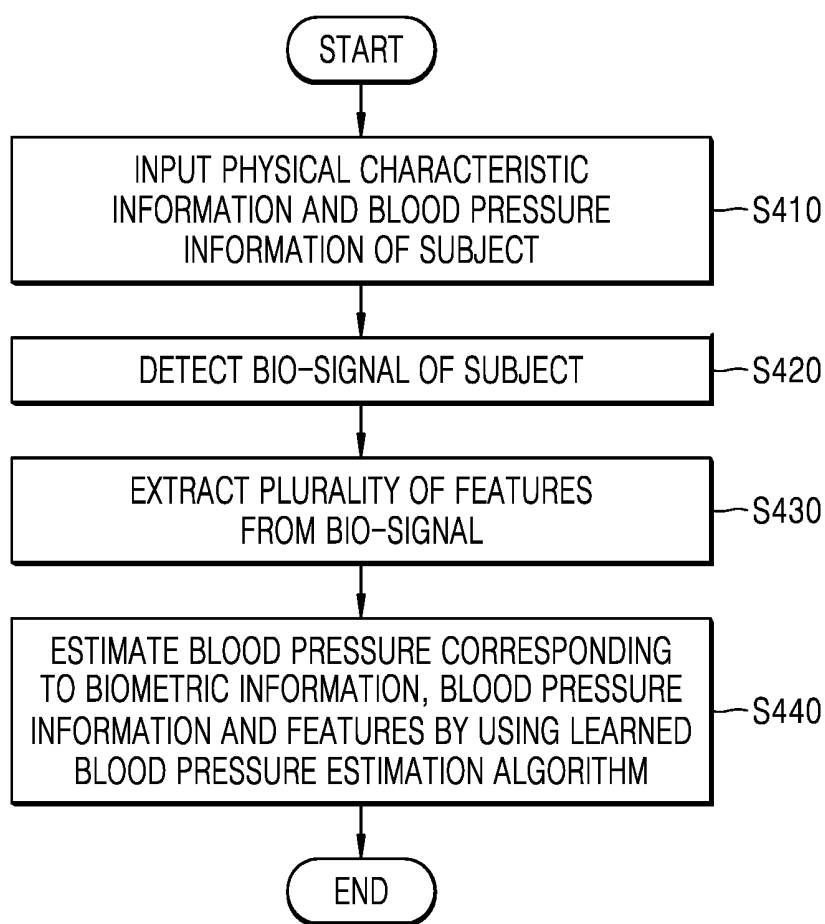 START
INPUT PHYSICAL CHARACTERISTIC
INFORMATION AND BLOOD PRESSURE
INFORMATION OF SUBJECT
S410
DETECT BIO-SIGNAL OF SUBJECT
S420
EXTRACT PLURALITY OF FEATURES
FROM BIO-SIGNAL
S430
ESTIMATE BLOOD PRESSURE CORRESPONDING
TO BIOMETRIC INFORMATION, BLOOD PRESSURE
INFORMATION AND FEATURES BY USING LEARNED
BLOOD PRESSURE ESTIMATION ALGORITHM
S440
END